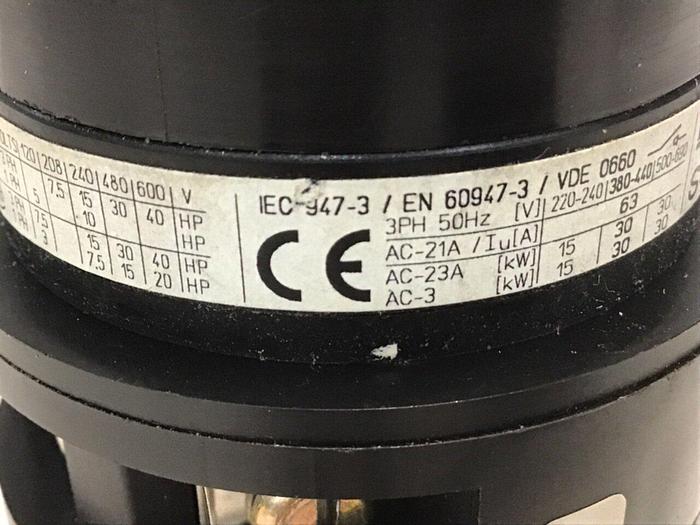 120 208 240 480 600 V
7,5 15 30 40 HP
5 10 HP
7,5 15 30 40 HP
3 7,5 15 20 HP
IEC-947-3 / EN 60947-3 / VDE 0660
3PH 50Hz [V] 220-240 380-440 500-690
AC-21A / Iu[A] 63
AC-23A [kW] 15 30 30
AC-3 [kW] 15 30 30
CE